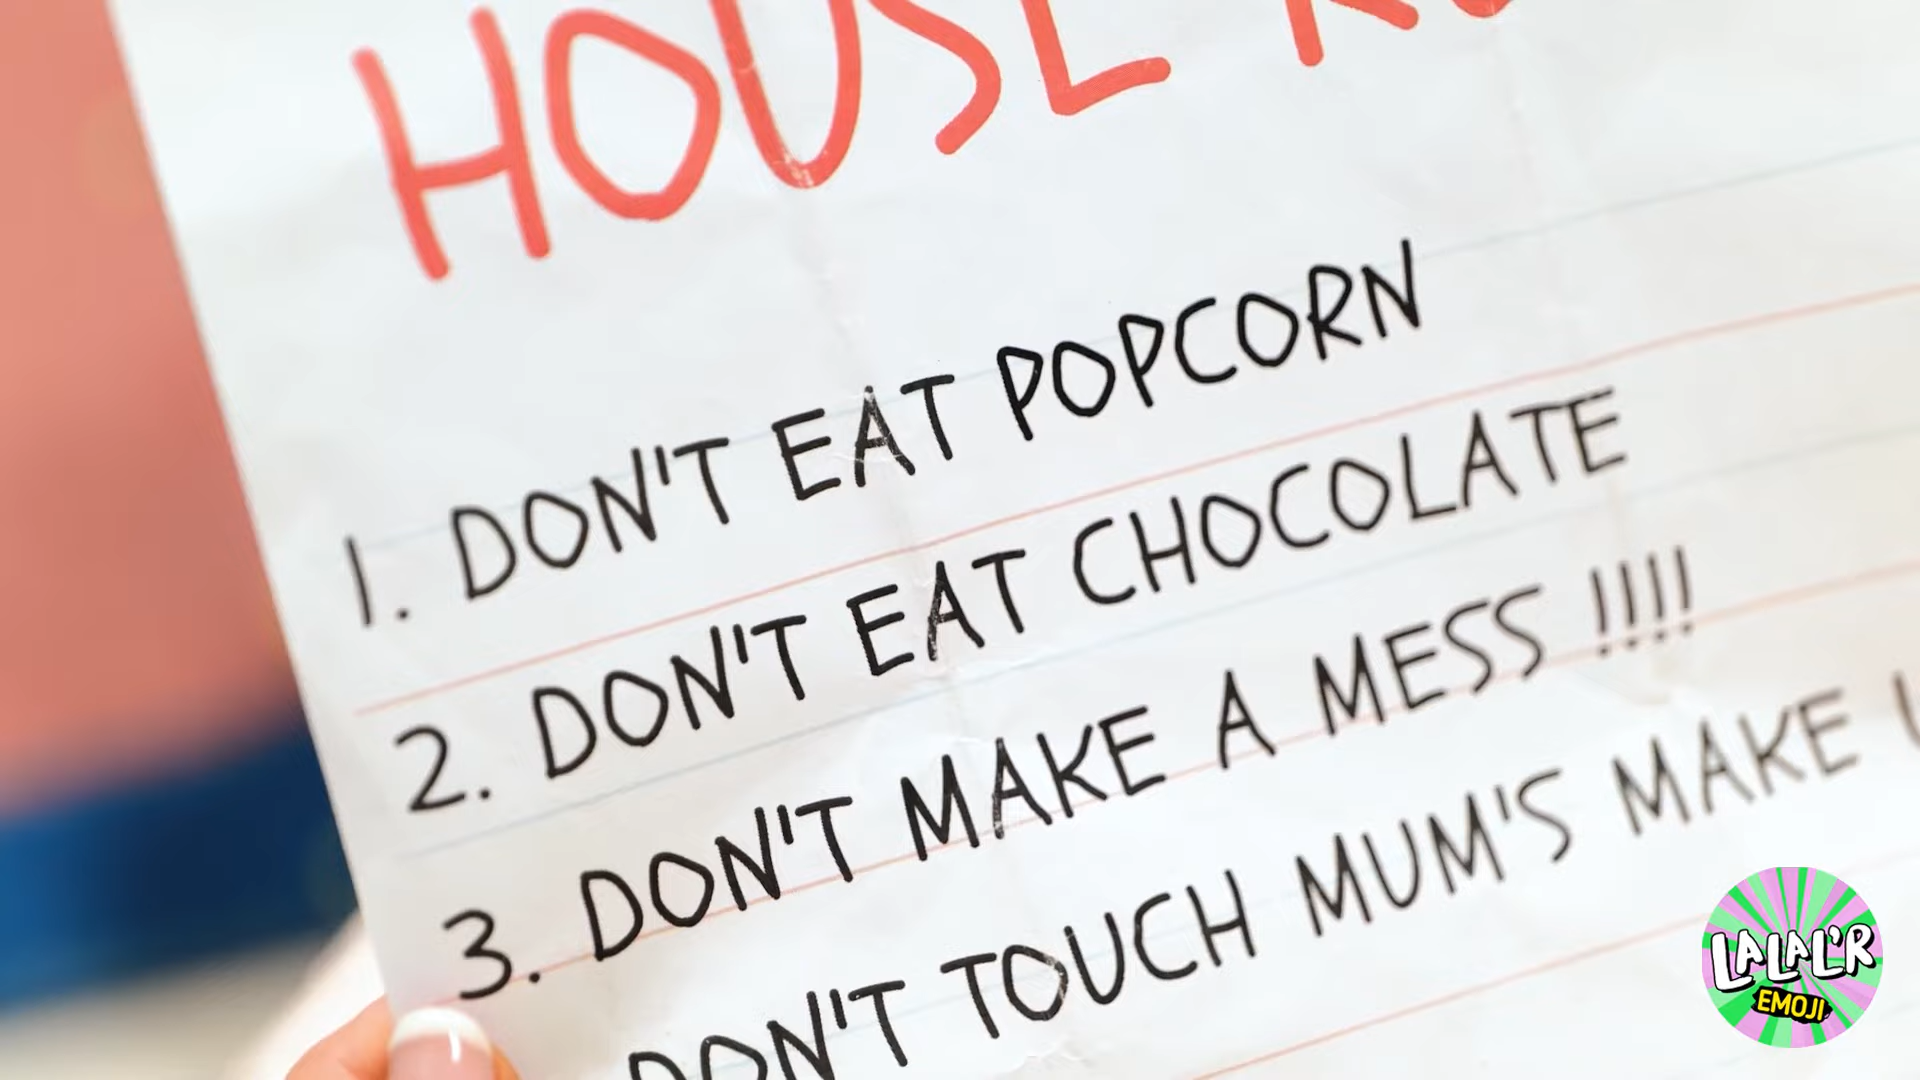 HOUSE
1. DON'T EAT POPCORN
2. DON'T EAT CHOCOLATE
3. DON'T MAKE A MESS !!!!
DON'T TOUCH MUM'S MAKE
LALAL'R
EMOJI